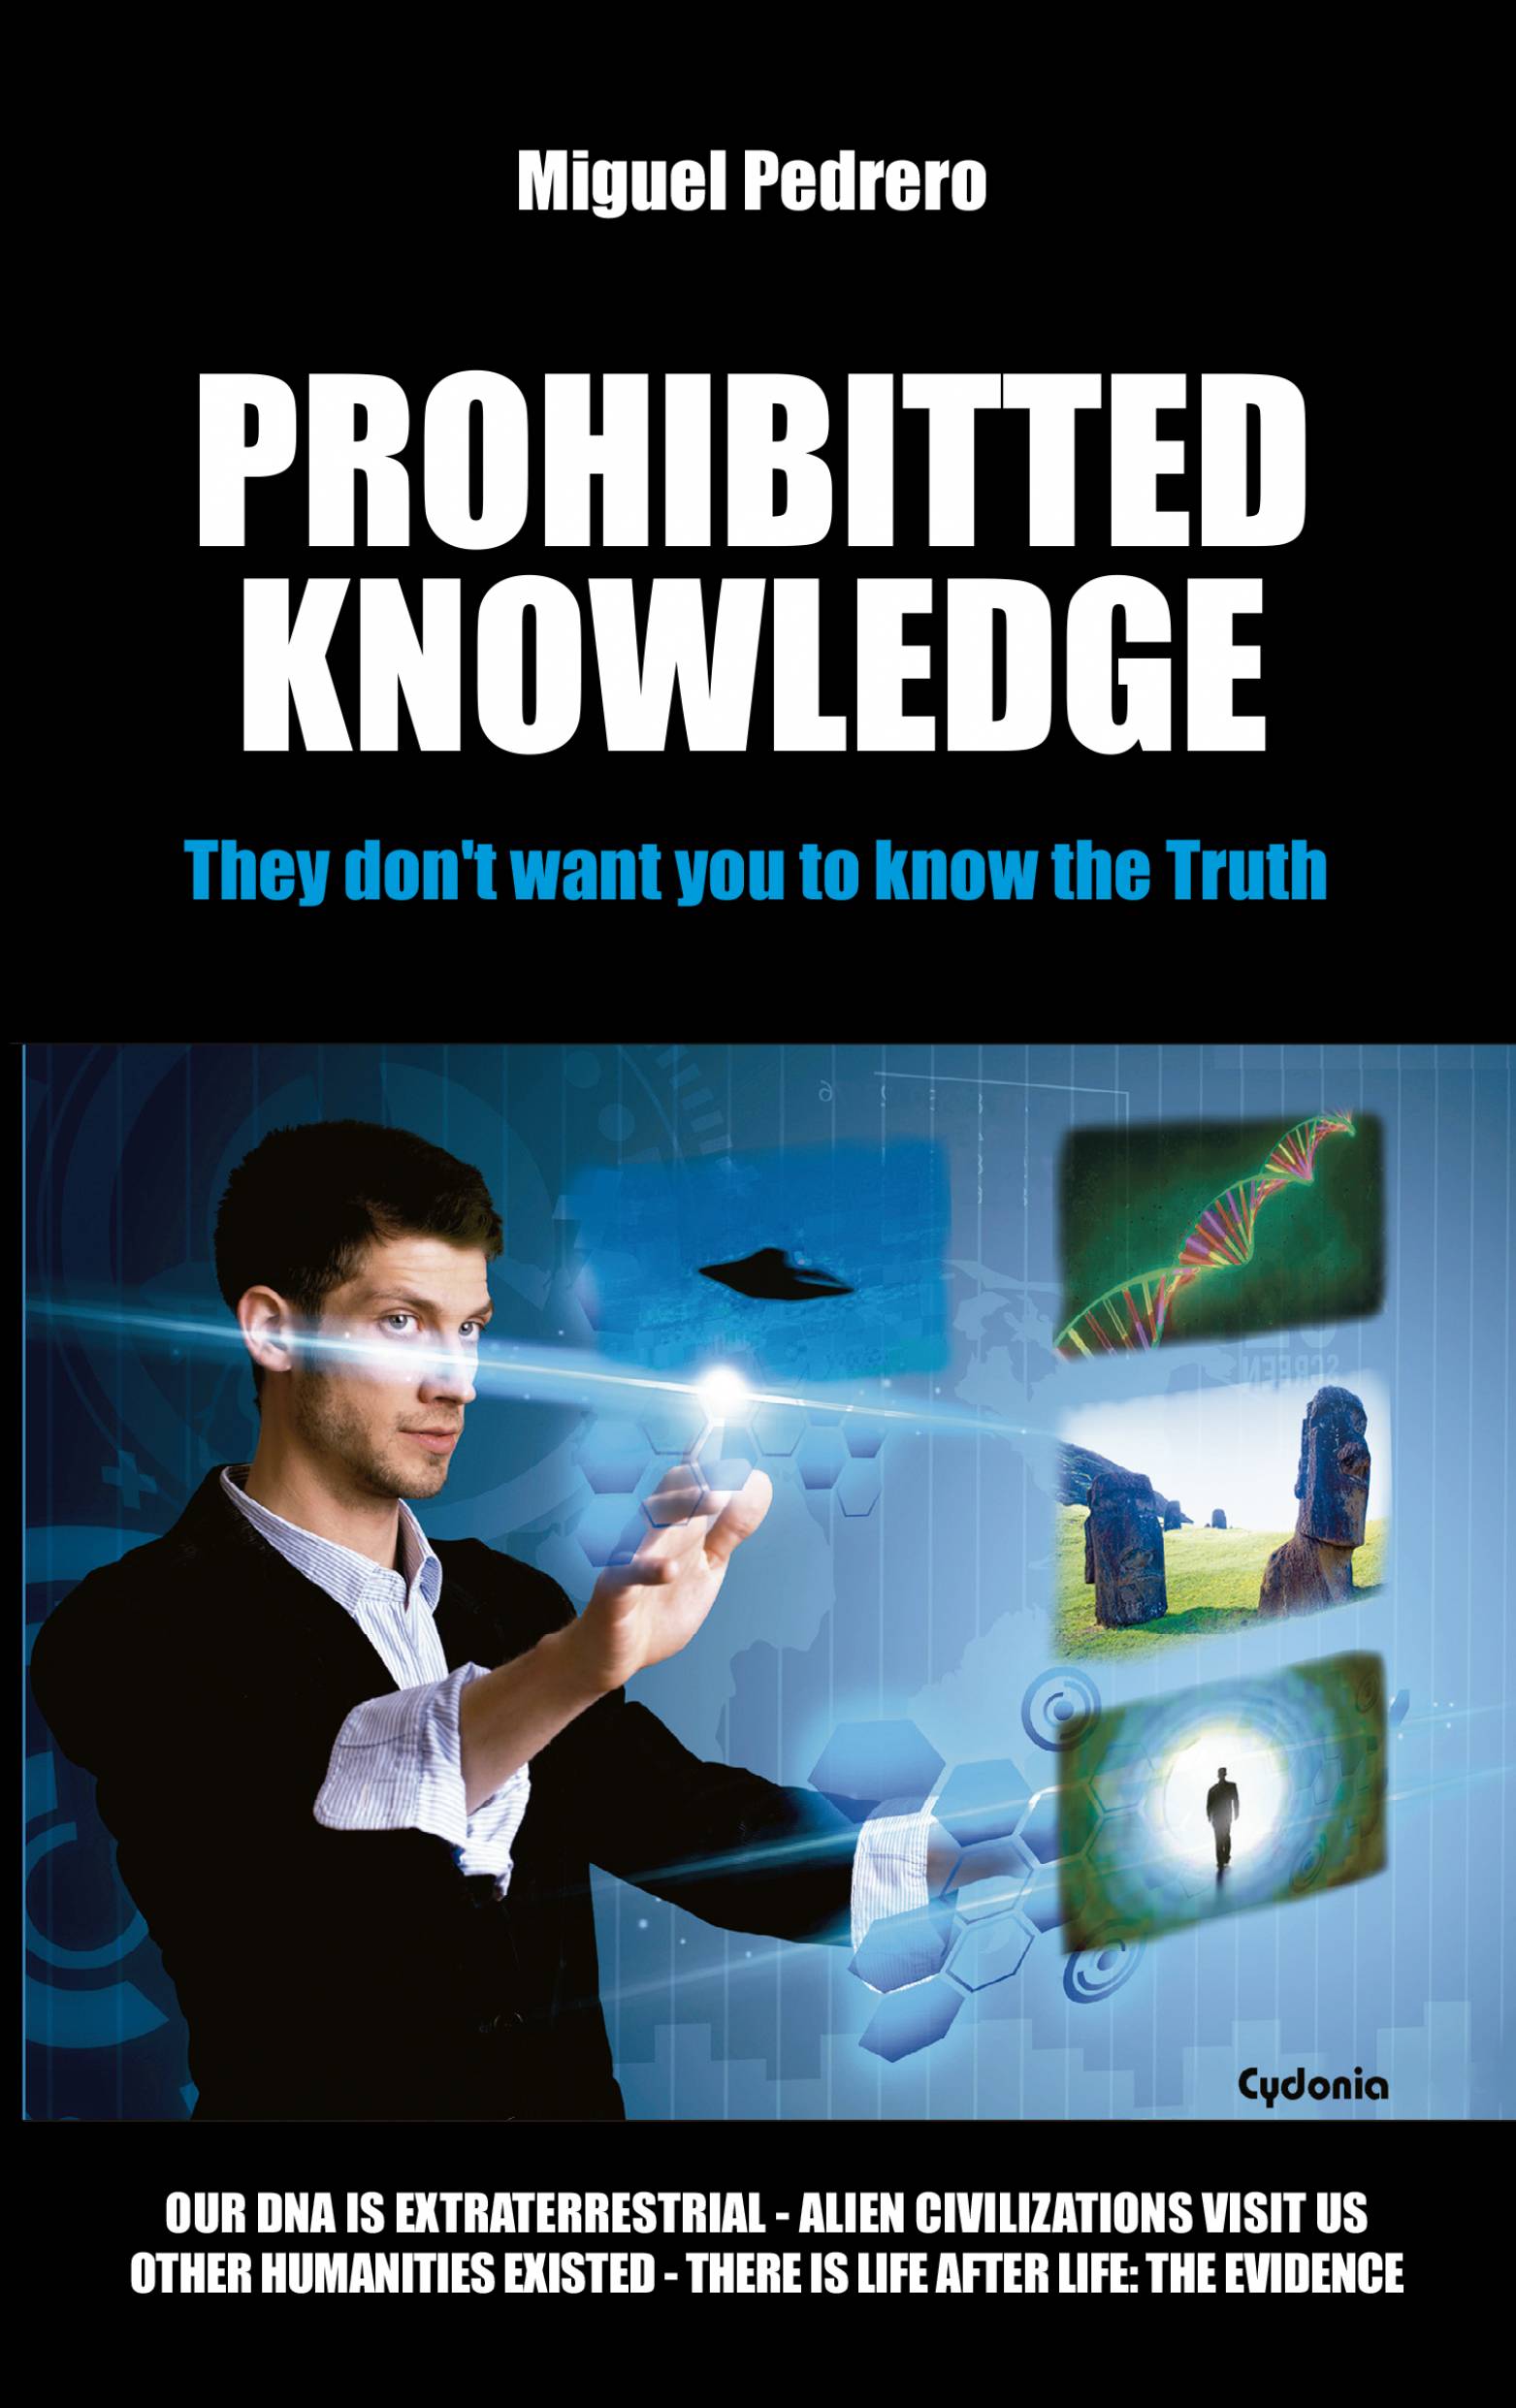 Miguel Pedrero
PROHIBITTED
KNOWLEDGE
They don't want you to know the Truth
SCREEN
Cydonia
OUR DNA IS EXTRATERRESTRIAL - ALIEN CIVILIZATIONS VISIT US
OTHER HUMANITIES EXISTED - THERE IS LIFE AFTER LIFE: THE EVIDENCE